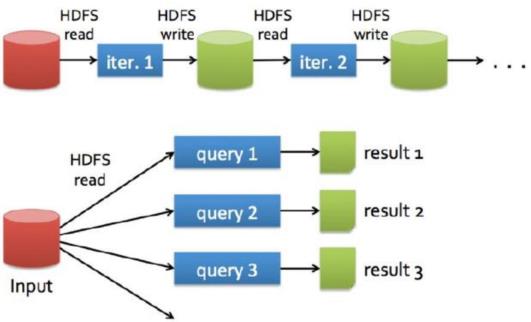 HDFS
read
HDFS
write
HDFS
read
HDFS
write
iter. 1
iter. 2
. . .
HDFS
read
query 1
result 1
query 2
result 2
query 3
result 3
Input